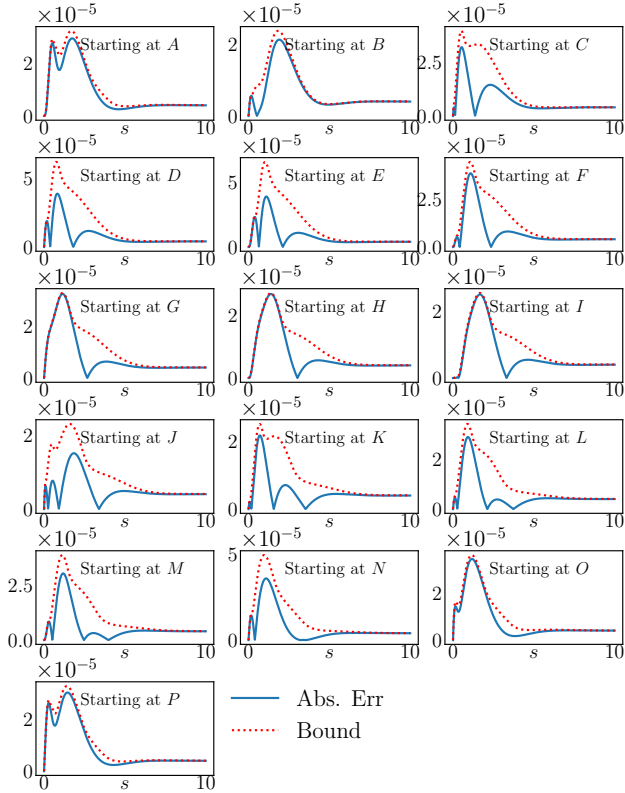 ×10⁻⁵ ×10⁻⁵ ×10⁻⁵
2 Starting at A 2 Starting at B 2.5 Starting at C
0 0 0.0
0 s 10 0 s 10 0 s 10
×10⁻⁵ ×10⁻⁵ ×10⁻⁵
5 Starting at D 5 Starting at E 2.5 Starting at F
0 0 0.0
0 s 10 0 s 10 0 s 10
×10⁻⁵ ×10⁻⁵ ×10⁻⁵
2 Starting at G 2 Starting at H 2 Starting at I
0 0 0
0 s 10 0 s 10 0 s 10
×10⁻⁵ ×10⁻⁵ ×10⁻⁵
2 Starting at J 2 Starting at K 2 Starting at L
0 0 0
0 s 10 0 s 10 0 s 10
×10⁻⁵ ×10⁻⁵ ×10⁻⁵
2.5 Starting at M 5 Starting at N 2 Starting at O
0.0 0 0
0 s 10 0 s 10 0 s 10
×10⁻⁵
2 Starting at P
0
0 s 10
Abs. Err
Bound